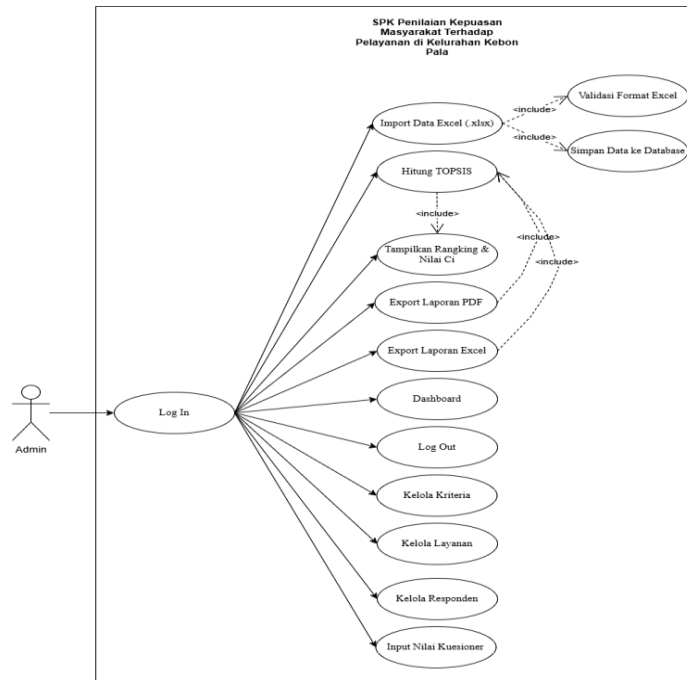 SPK Penilaian Kepuasan
Masyarakat Terhadap
Pelayanan di Kelurahan Kebon
Pala
Validasi Format Excel
<include>
Import Data Excel (.xlsx)
<include>
Simpan Data ke Database
Hitung TOPSIS
<include>
Tampilkan Rangking &
Nilai Ci
<include>
<include>
Export Laporan PDF
Export Laporan Excel
Dashboard
Log In
Admin
Log Out
Kelola Kriteria
Kelola Layanan
Kelola Responden
Input Nilai Kuesioner